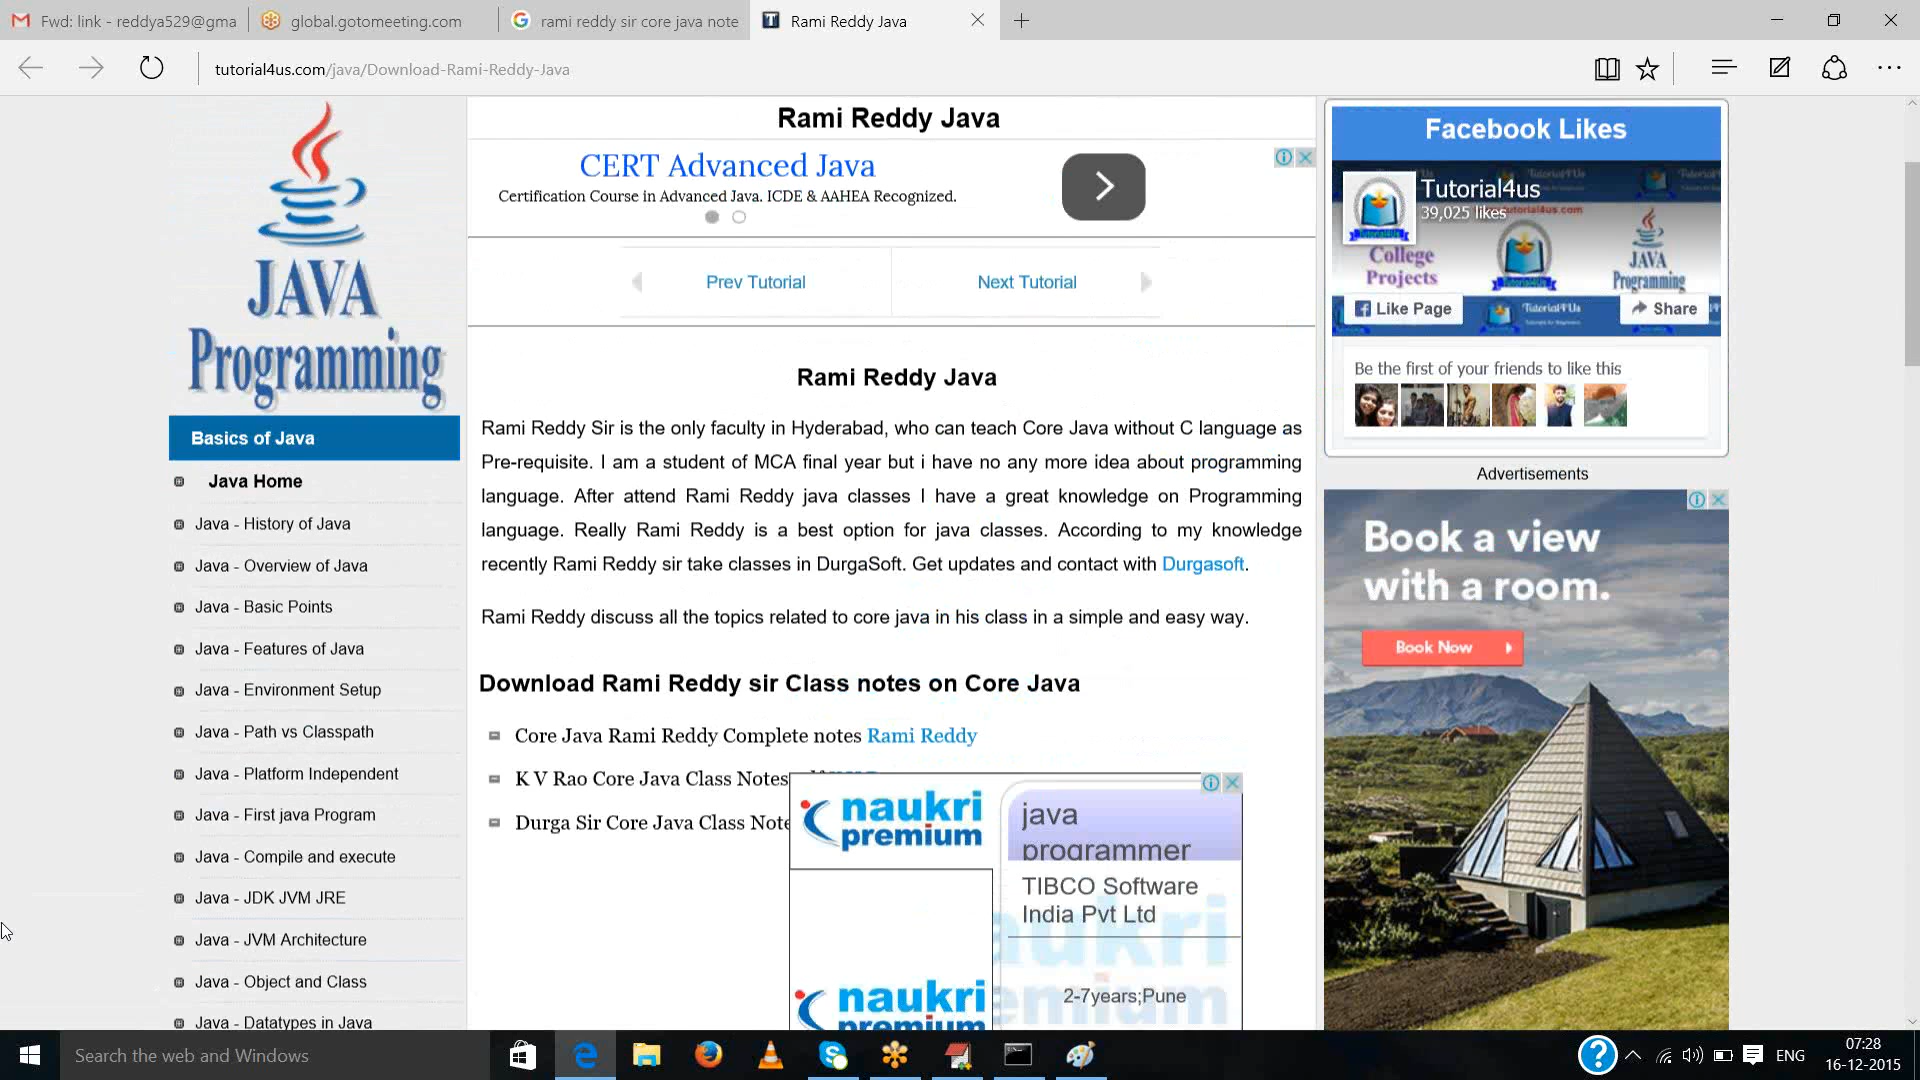 Fwd: link - reddya529@gma
global.gotomeeting.com
rami reddy sir core java note
Rami Reddy Java
tutorial4us.com/java/Download-Rami-Reddy-Java
JAVA
Programming
Basics of Java
Java Home
Java - History of Java
Java - Overview of Java
Java - Basic Points
Java - Features of Java
Java - Environment Setup
Java - Path vs Classpath
Java - Platform Independent
Java - First java Program
Java - Compile and execute
Java - JDK JVM JRE
Java - JVM Architecture
Java - Object and Class
Java - Datatypes in Java
Rami Reddy Java
CERT Advanced Java
Certification Course in Advanced Java. ICDE & AAHEA Recognized.
Prev Tutorial
Next Tutorial
Rami Reddy Java
Rami Reddy Sir is the only faculty in Hyderabad, who can teach Core Java without C language as
Pre-requisite. I am a student of MCA final year but i have no any more idea about programming
language. After attend Rami Reddy java classes I have a great knowledge on Programming
language. Really Rami Reddy is a best option for java classes. According to my knowledge
recently Rami Reddy sir take classes in DurgaSoft. Get updates and contact with Durgasoft.
Rami Reddy discuss all the topics related to core java in his class in a simple and easy way.
Download Rami Reddy sir Class notes on Core Java
Core Java Rami Reddy Complete notes Rami Reddy
K V Rao Core Java Class Notes
Durga Sir Core Java Class Note
naukri
premium
java
programmer
TIBCO Software
India Pvt Ltd
2-7years;Pune
naukri
premium
Facebook Likes
Tutorial4us
39,025 likes
College
Projects
JAVA
Programming
Tutorial4Us
Like Page
Share
Be the first of your friends to like this
Advertisements
Book a view
with a room.
Book Now
Search the web and Windows
ENG
07:28
16-12-2015